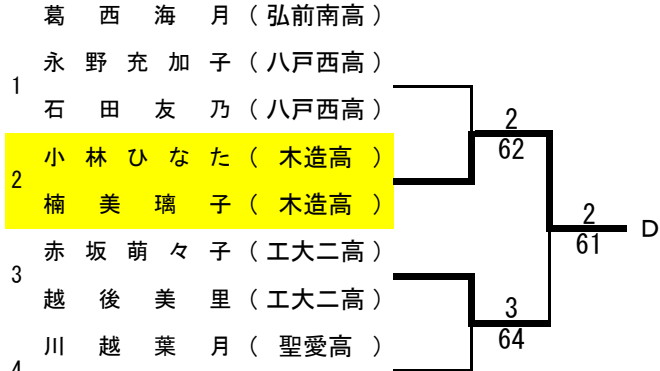 葛西海月（弘前南高）
1 永野充加子（八戸西高）
石田友乃（八戸西高）
2 小林ひなた（木造高）
楠美璃子（木造高）
3 赤坂萌々子（工大二高）
越後美里（工大二高）
4 川越葉月（聖愛高）
2
62
2
61
D
3
64